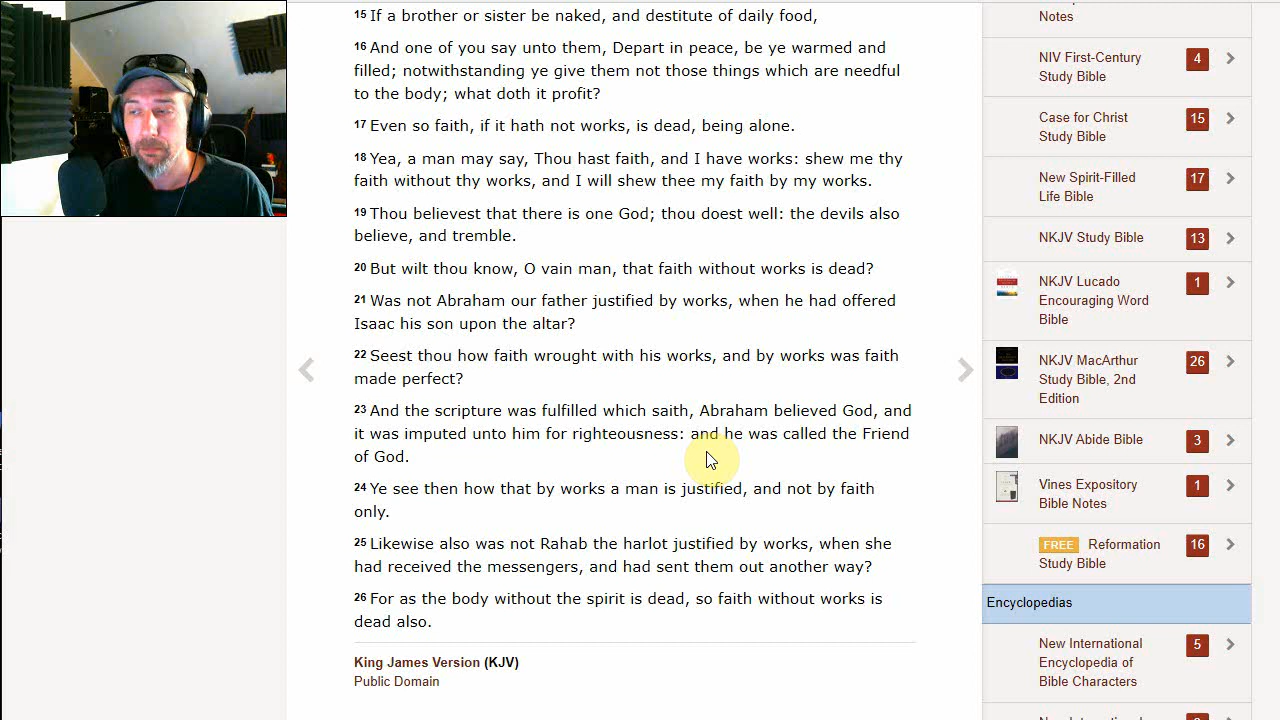 15 If a brother or sister be naked, and destitute of daily food,
16 And one of you say unto them, Depart in peace, be ye warmed and
filled; notwithstanding ye give them not those things which are needful
to the body; what doth it profit?
17 Even so faith, if it hath not works, is dead, being alone.
18 Yea, a man may say, Thou hast faith, and I have works: shew me thy
faith without thy works, and I will shew thee my faith by my works.
19 Thou believest that there is one God; thou doest well: the devils also
believe, and tremble.
20 But wilt thou know, O vain man, that faith without works is dead?
21 Was not Abraham our father justified by works, when he had offered
Isaac his son upon the altar?
22 Seest thou how faith wrought with his works, and by works was faith
made perfect?
23 And the scripture was fulfilled which saith, Abraham believed God, and
it was imputed unto him for righteousness: and he was called the Friend
of God.
24 Ye see then how that by works a man is justified, and not by faith
only.
25 Likewise also was not Rahab the harlot justified by works, when she
had received the messengers, and had sent them out another way?
26 For as the body without the spirit is dead, so faith without works is
dead also.
King James Version (KJV)
Public Domain
Notes
NIV First-Century
Study Bible
4
Case for Christ
Study Bible
15
New Spirit-Filled
Life Bible
17
NKJV Study Bible
13
NKJV Lucado
Encouraging Word
Bible
1
NKJV MacArthur
Study Bible, 2nd
Edition
26
NKJV Abide Bible
3
Vines Expository
Bible Notes
1
FREE Reformation
Study Bible
16
Encyclopedias
New International
Encyclopedia of
Bible Characters
5